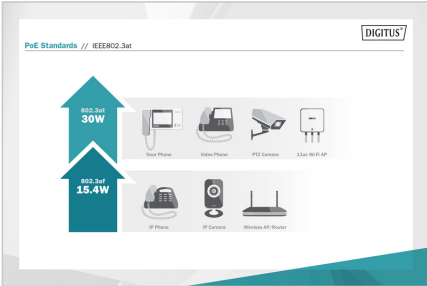 DIGITUS®
PoE Standards // IEEE802.3at
802.3at
30W
Door Phone
Video Phone
PTZ Camera
11ac Wi-Fi AP
802.3af
15.4W
IP Phone
IP Camera
Wireless AP/Router